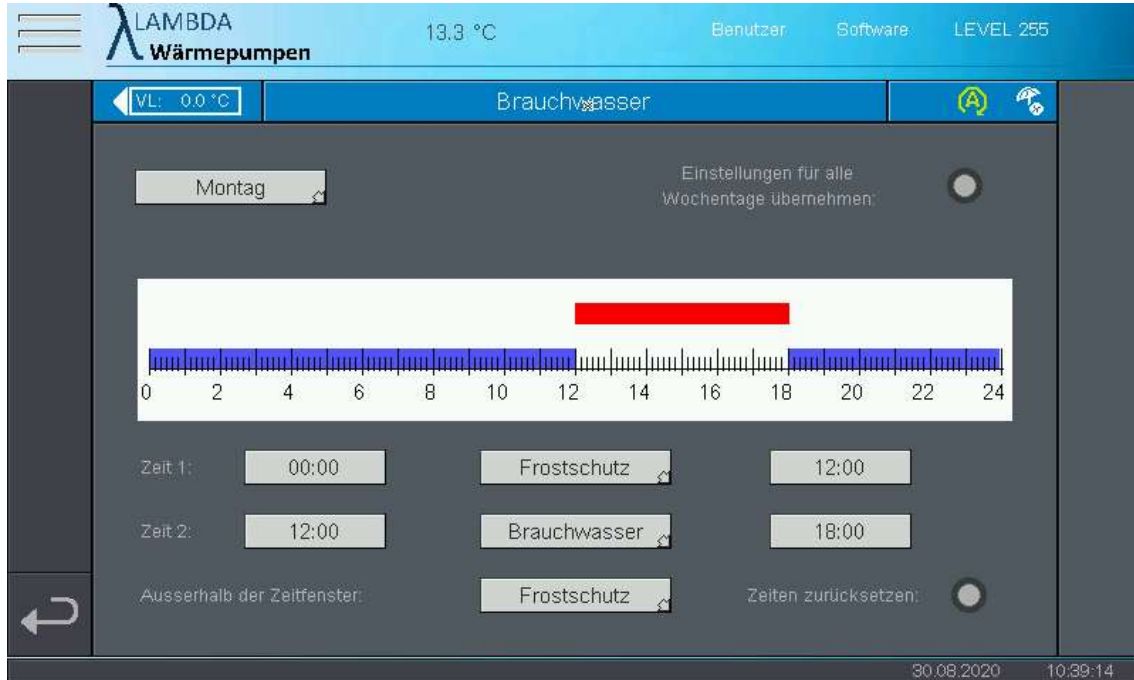 LAMBDA
Wärmepumpen
13.3 °C
Benutzer
Software
LEVEL 255
VL: 0.0 °C
Brauchwasser
A
Montag
Einstellungen für alle
Wochentage übernehmen:
0 2 4 6 8 10 12 14 16 18 20 22 24
Zeit 1: 00:00 Frostschutz 12:00
Zeit 2: 12:00 Brauchwasser 18:00
Ausserhalb der Zeitfenster: Frostschutz Zeiten zurücksetzen:
30.08.2020 10:39:14